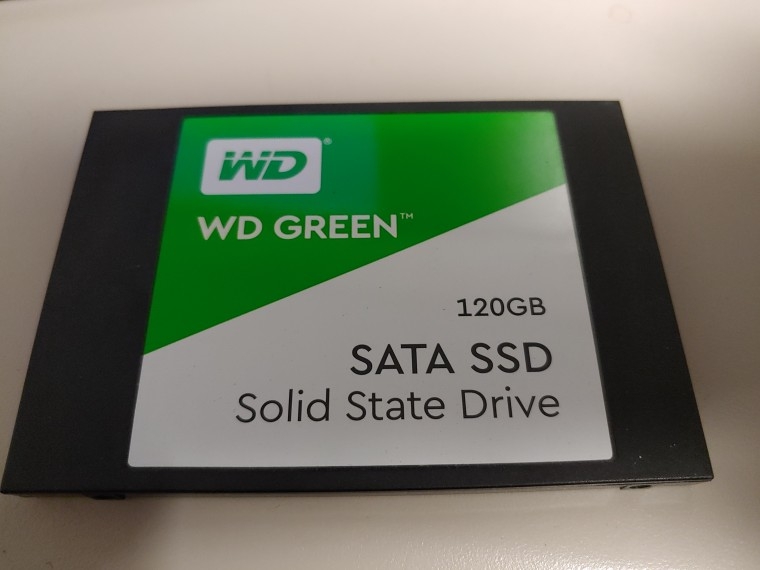 WD®
WD GREEN™
120GB
SATA SSD
Solid State Drive